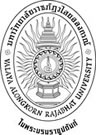 มหาวิทยาลัยราชภัฏวไลยอลงกรณ์
VALAYA ALONGKORN RAJABHAT UNIVERSITY
ในพระบรมราชูปถัมภ์